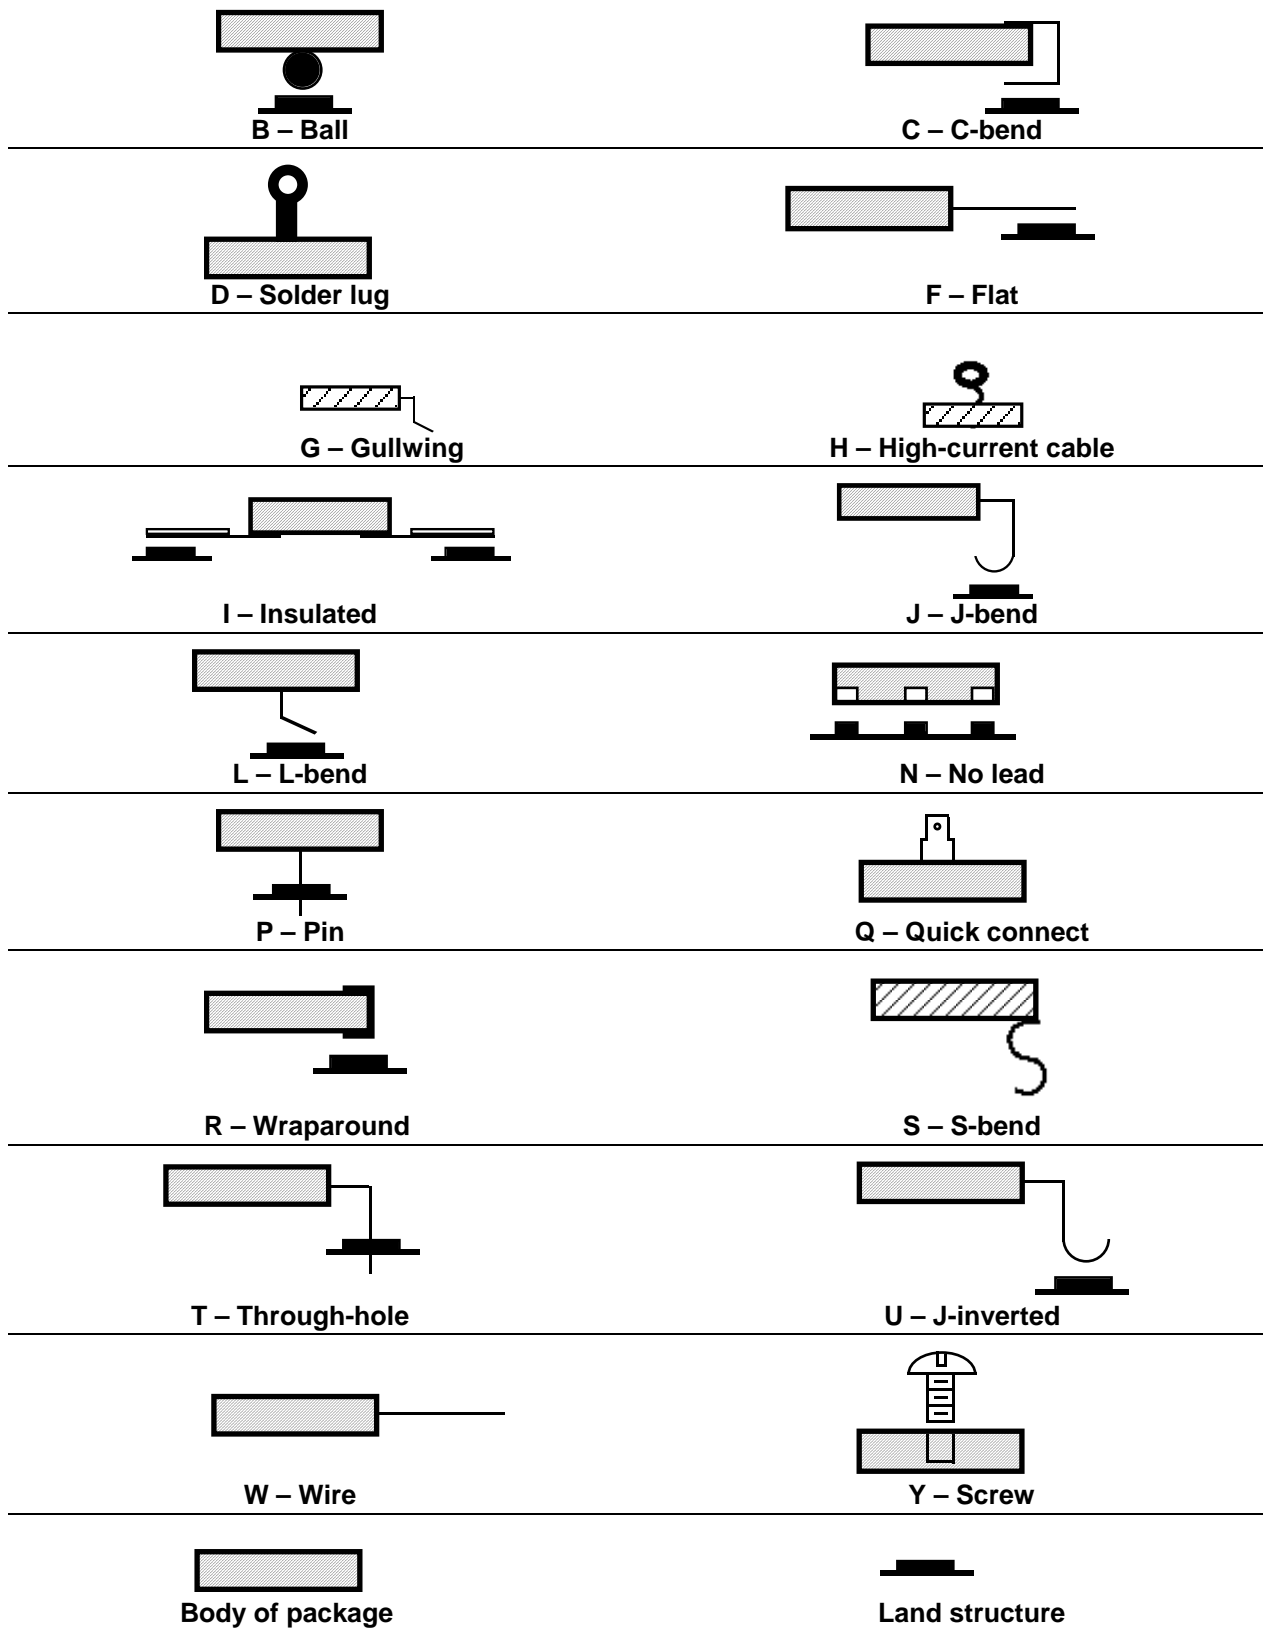 B – Ball
C – C-bend
D – Solder lug
F – Flat
G – Gullwing
H – High-current cable
I – Insulated
J – J-bend
L – L-bend
N – No lead
P – Pin
Q – Quick connect
R – Wraparound
S – S-bend
T – Through-hole
U – J-inverted
W – Wire
Y – Screw
Body of package
Land structure